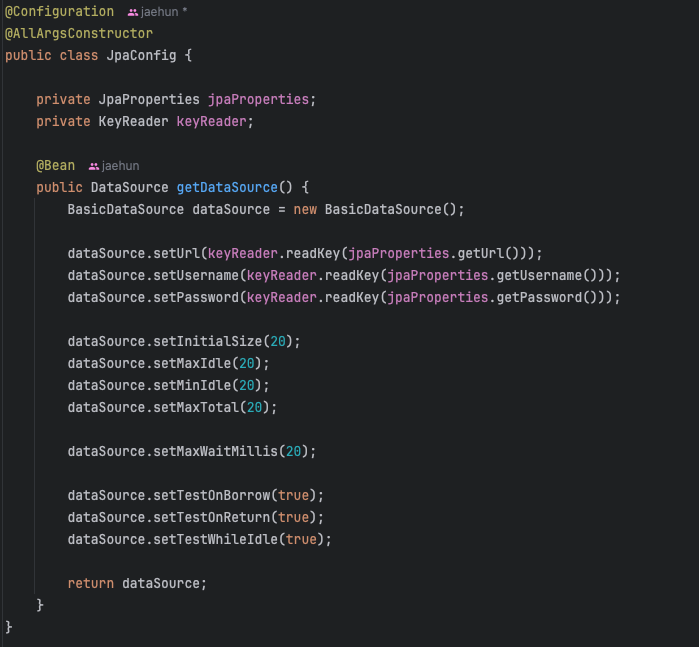 @Configuration jaehun *
@AllArgsConstructor
public class JpaConfig {
private JpaProperties jpaProperties;
private KeyReader keyReader;
@Bean jaehun
public DataSource getDataSource() {
BasicDataSource dataSource = new BasicDataSource();
dataSource.setUrl(keyReader.readKey(jpaProperties.getUrl()));
dataSource.setUsername(keyReader.readKey(jpaProperties.getUsername()));
dataSource.setPassword(keyReader.readKey(jpaProperties.getPassword()));
dataSource.setInitialSize(20);
dataSource.setMaxIdle(20);
dataSource.setMinIdle(20);
dataSource.setMaxTotal(20);
dataSource.setMaxWaitMillis(20);
dataSource.setTestOnBorrow(true);
dataSource.setTestOnReturn(true);
dataSource.setTestWhileIdle(true);
return dataSource;
}
}